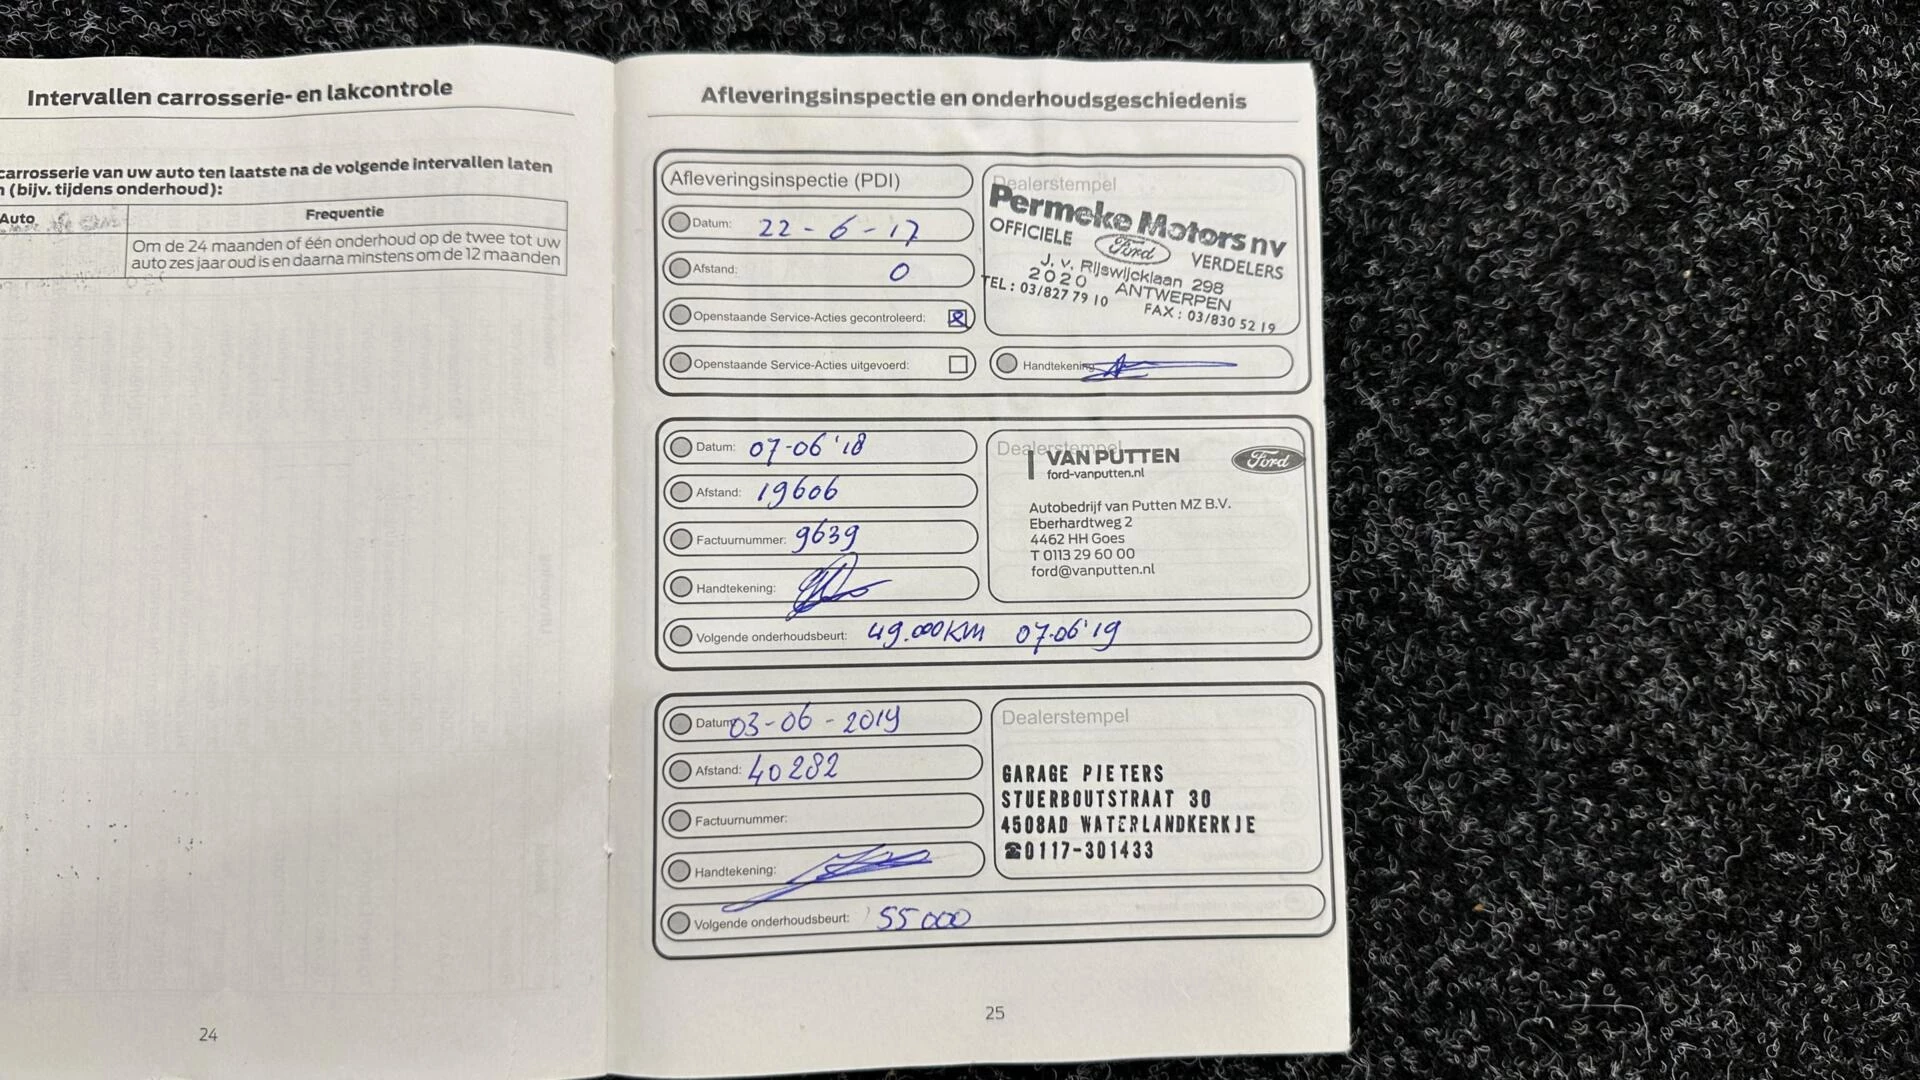 Intervallen carrosserie- en lakcontrole
carrosserie van uw auto ten laatste na de volgende intervallen laten
(bijv. tijdens onderhoud):
Auto
Frequentie
Om de 24 maanden of één onderhoud op de twee tot uw
auto zes jaar oud is en daarna minstens om de 12 maanden
24
Afleveringsinspectie en onderhoudsgeschiedenis
Afleveringsinspectie (PDI)
Datum: 22-6-17
Afstand: 0
Openstaande Service-Acties gecontroleerd:
Openstaande Service-Acties uitgevoerd:
Dealerstempel
Permeke Motors nv
OFFICIELE Ford VERDELERS
J. v. Rijswijcklaan 298
2020 ANTWERPEN
TEL: 03/827 79 10 FAX: 03/830 52 19
Handtekening
Datum: 07-06'18
Afstand: 19606
Factuurnummer: 9639
Handtekening:
Volgende onderhoudsbeurt: 49.000KM 07-06'19
Dealerstempel
VAN PUTTEN Ford
ford-vanputten.nl
Autobedrijf van Putten MZ B.V.
Eberhardtweg 2
4462 HH Goes
T 0113 29 60 00
ford@vanputten.nl
Datum 03-06-2019
Afstand: 40282
Factuurnummer:
Handtekening:
Volgende onderhoudsbeurt: 55000
Dealerstempel
GARAGE PIETERS
STUERBOUTSTRAAT 30
4508AD WATERLANDKERKJE
☎0117-301433
25